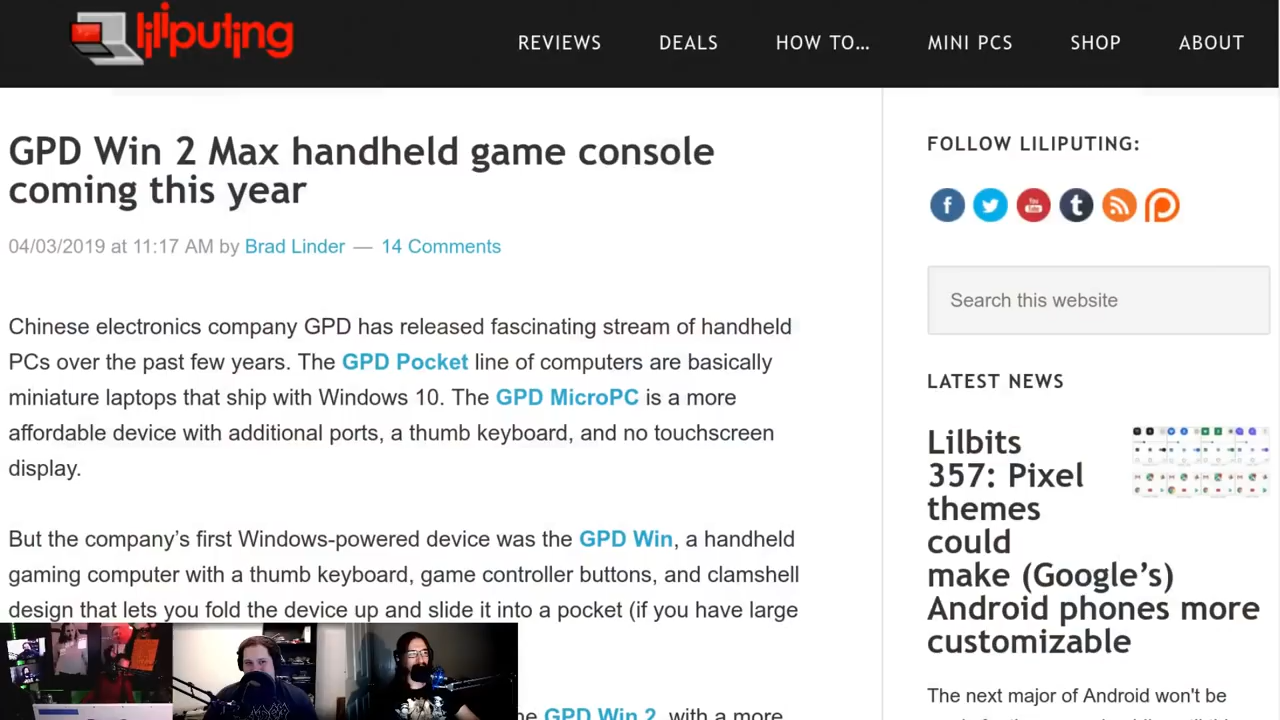 liliputing
REVIEWS
DEALS
HOW TO…
MINI PCS
SHOP
ABOUT
GPD Win 2 Max handheld game console
coming this year
04/03/2019 at 11:17 AM by Brad Linder — 14 Comments
Chinese electronics company GPD has released fascinating stream of handheld
PCs over the past few years. The GPD Pocket line of computers are basically
miniature laptops that ship with Windows 10. The GPD MicroPC is a more
affordable device with additional ports, a thumb keyboard, and no touchscreen
display.
But the company’s first Windows-powered device was the GPD Win, a handheld
gaming computer with a thumb keyboard, game controller buttons, and clamshell
design that lets you fold the device up and slide it into a pocket (if you have large
GPD Win 2, with a more
FOLLOW LILIPUTING:
Search this website
LATEST NEWS
Lilbits
357: Pixel
themes
could
make (Google’s)
Android phones more
customizable
The next major of Android won't be